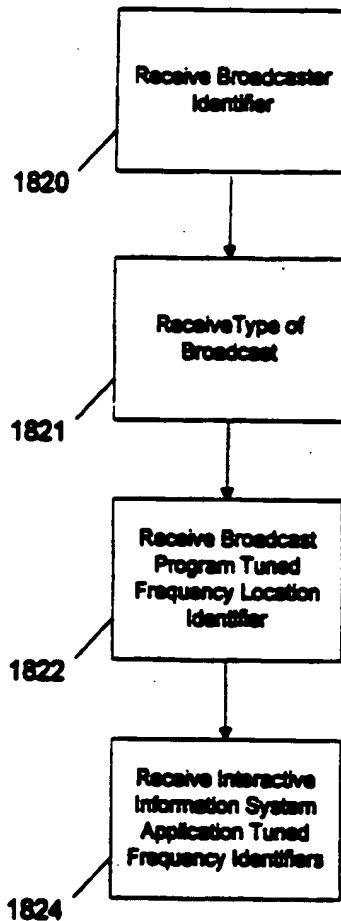 Receive Broadcaster
Identifier
1820
ReceiveType of
Broadcast
1821
Receive Broadcast
Program Tuned
Frequency Location
Identifier
1822
Receive Interactive
Information System
Application Tuned
Frequency Identifiers
1824